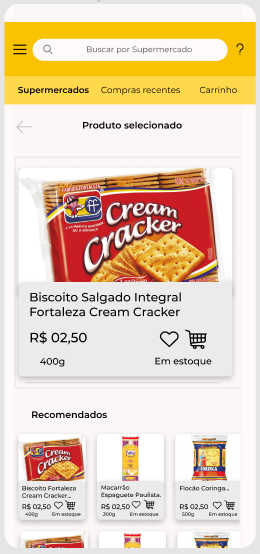 Buscar por Supermercado
?
Supermercados Compras recentes Carrinho
Produto selecionado
Cream
Cracker
Biscoito Salgado Integral
Fortaleza Cream Cracker
R$ 02,50
400g Em estoque
Recomendados
Cream
Cracker
Biscoito Fortaleza
Cream Cracker...
R$ 02,50
400g Em estoque
Macarrão
Espaguete Paulista.
R$ 02,50
300g Em estoque
Flocão Coringa...
R$ 02,50
500g Em estoque